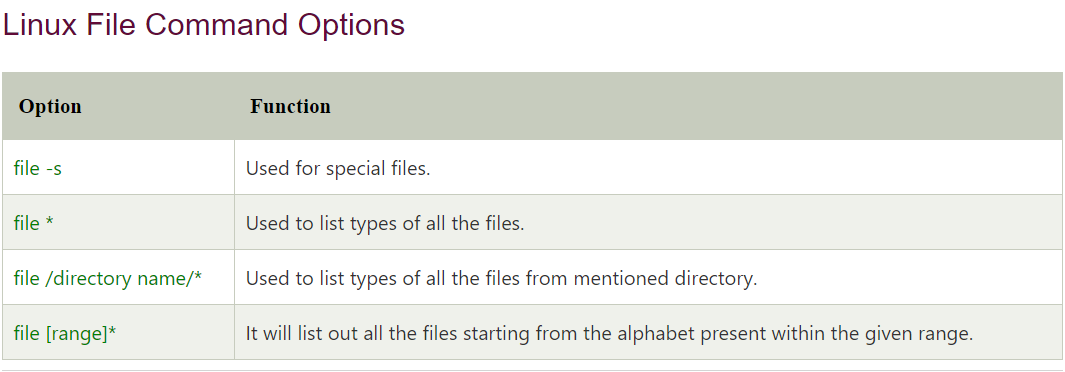 Linux File Command Options
Option Function
file -s Used for special files.
file * Used to list types of all the files.
file /directory name/* Used to list types of all the files from mentioned directory.
file [range]* It will list out all the files starting from the alphabet present within the given range.